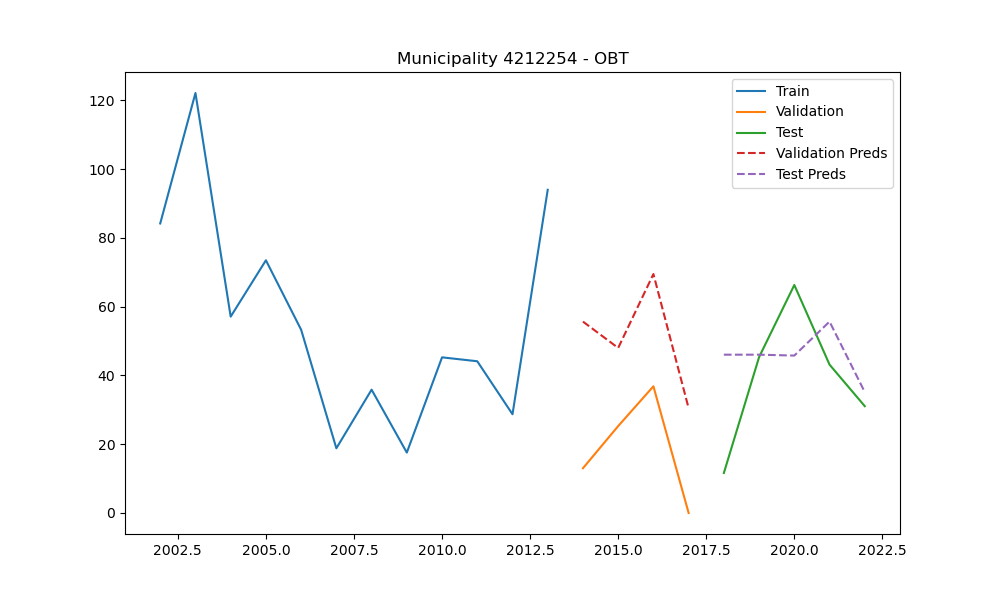 Municipality 4212254 - OBT
Train
Validation
Test
Validation Preds
Test Preds
120
100
80
60
40
20
0
2002.5 2005.0 2007.5 2010.0 2012.5 2015.0 2017.5 2020.0 2022.5